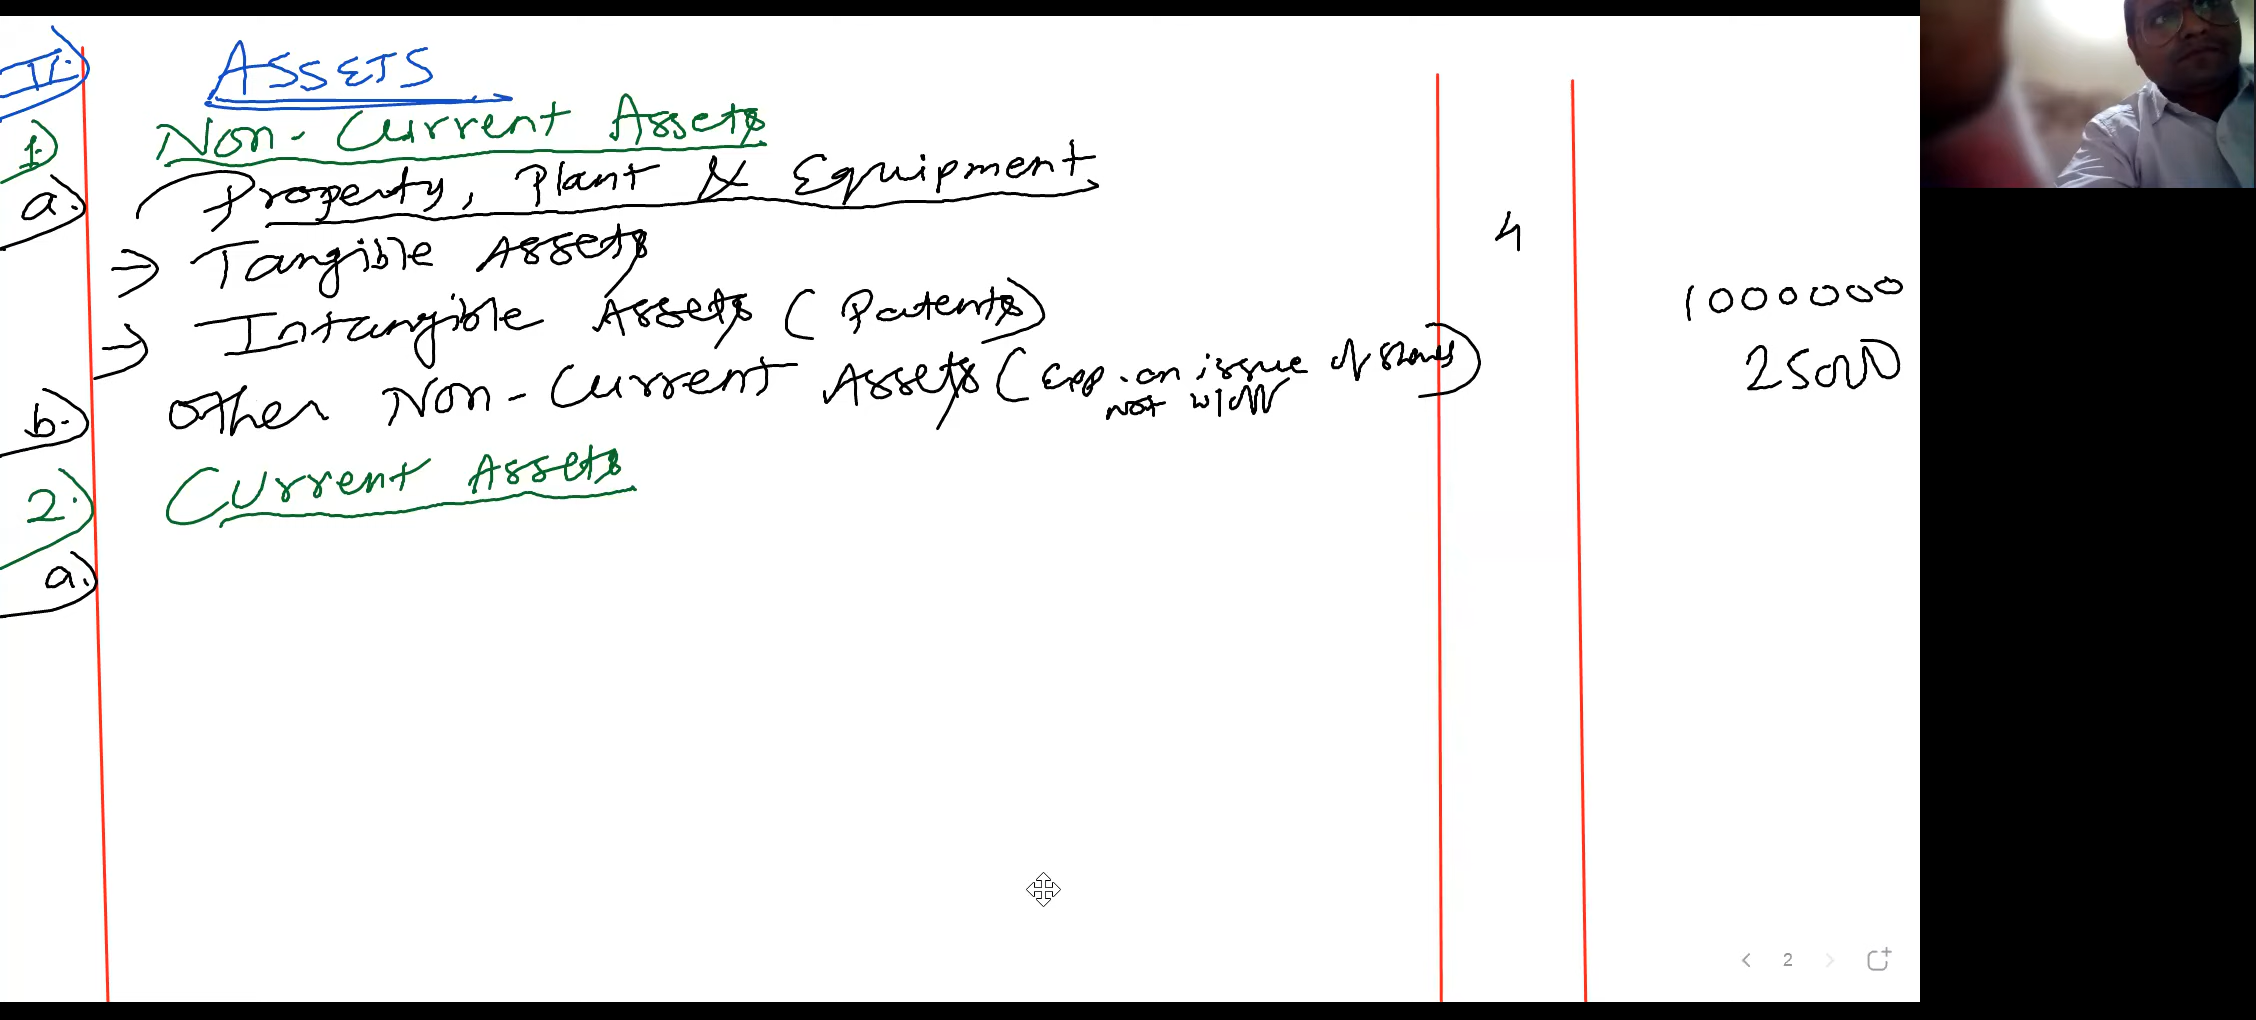 II. ASSETS
1) Non-Current Assets
a. Property, Plant & Equipment
→ Tangible Assets 4
→ Intangible Assets (Patents) 1000000
b. Other Non-Current Assets (Exp. on issue of shares 25000
not w/off
2. Current Assets
a.
2